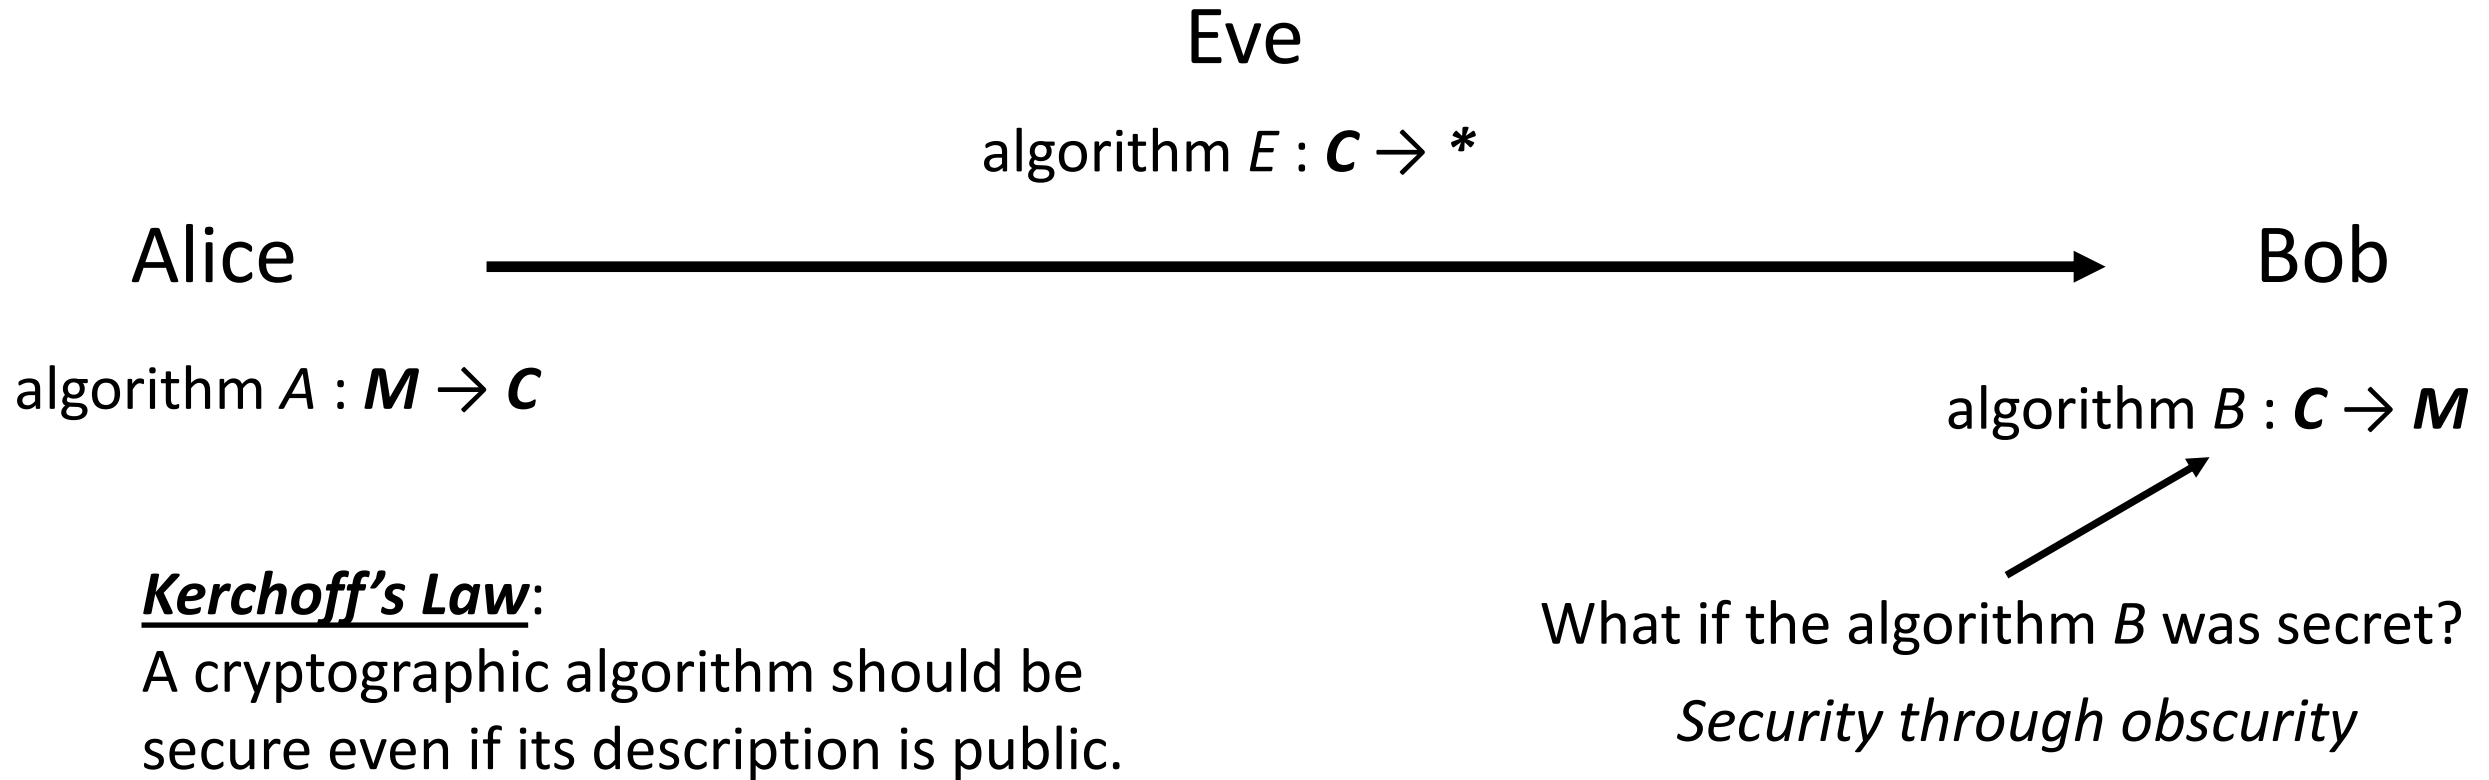 Eve
algorithm E : C → *
Alice
Bob
algorithm A : M → C
algorithm B : C → M
Kerchoff’s Law:
A cryptographic algorithm should be
secure even if its description is public.
What if the algorithm B was secret?
Security through obscurity